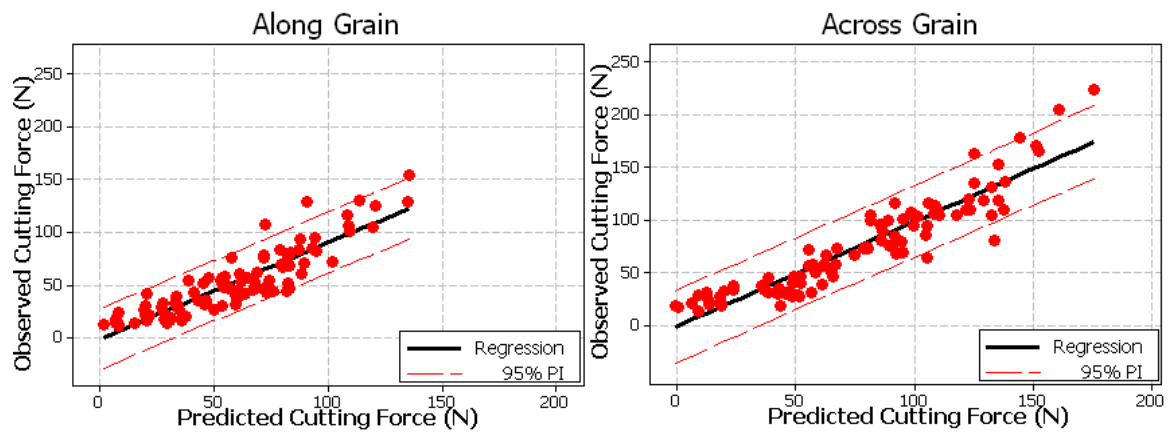 Along Grain
Observed Cutting Force (N)
250
200
150
100
50
0
0 50 100 150 200
Predicted Cutting Force (N)
Regression
95% PI
Across Grain
Observed Cutting Force (N)
250
200
150
100
50
0
0 50 100 150 200
Predicted Cutting Force (N)
Regression
95% PI